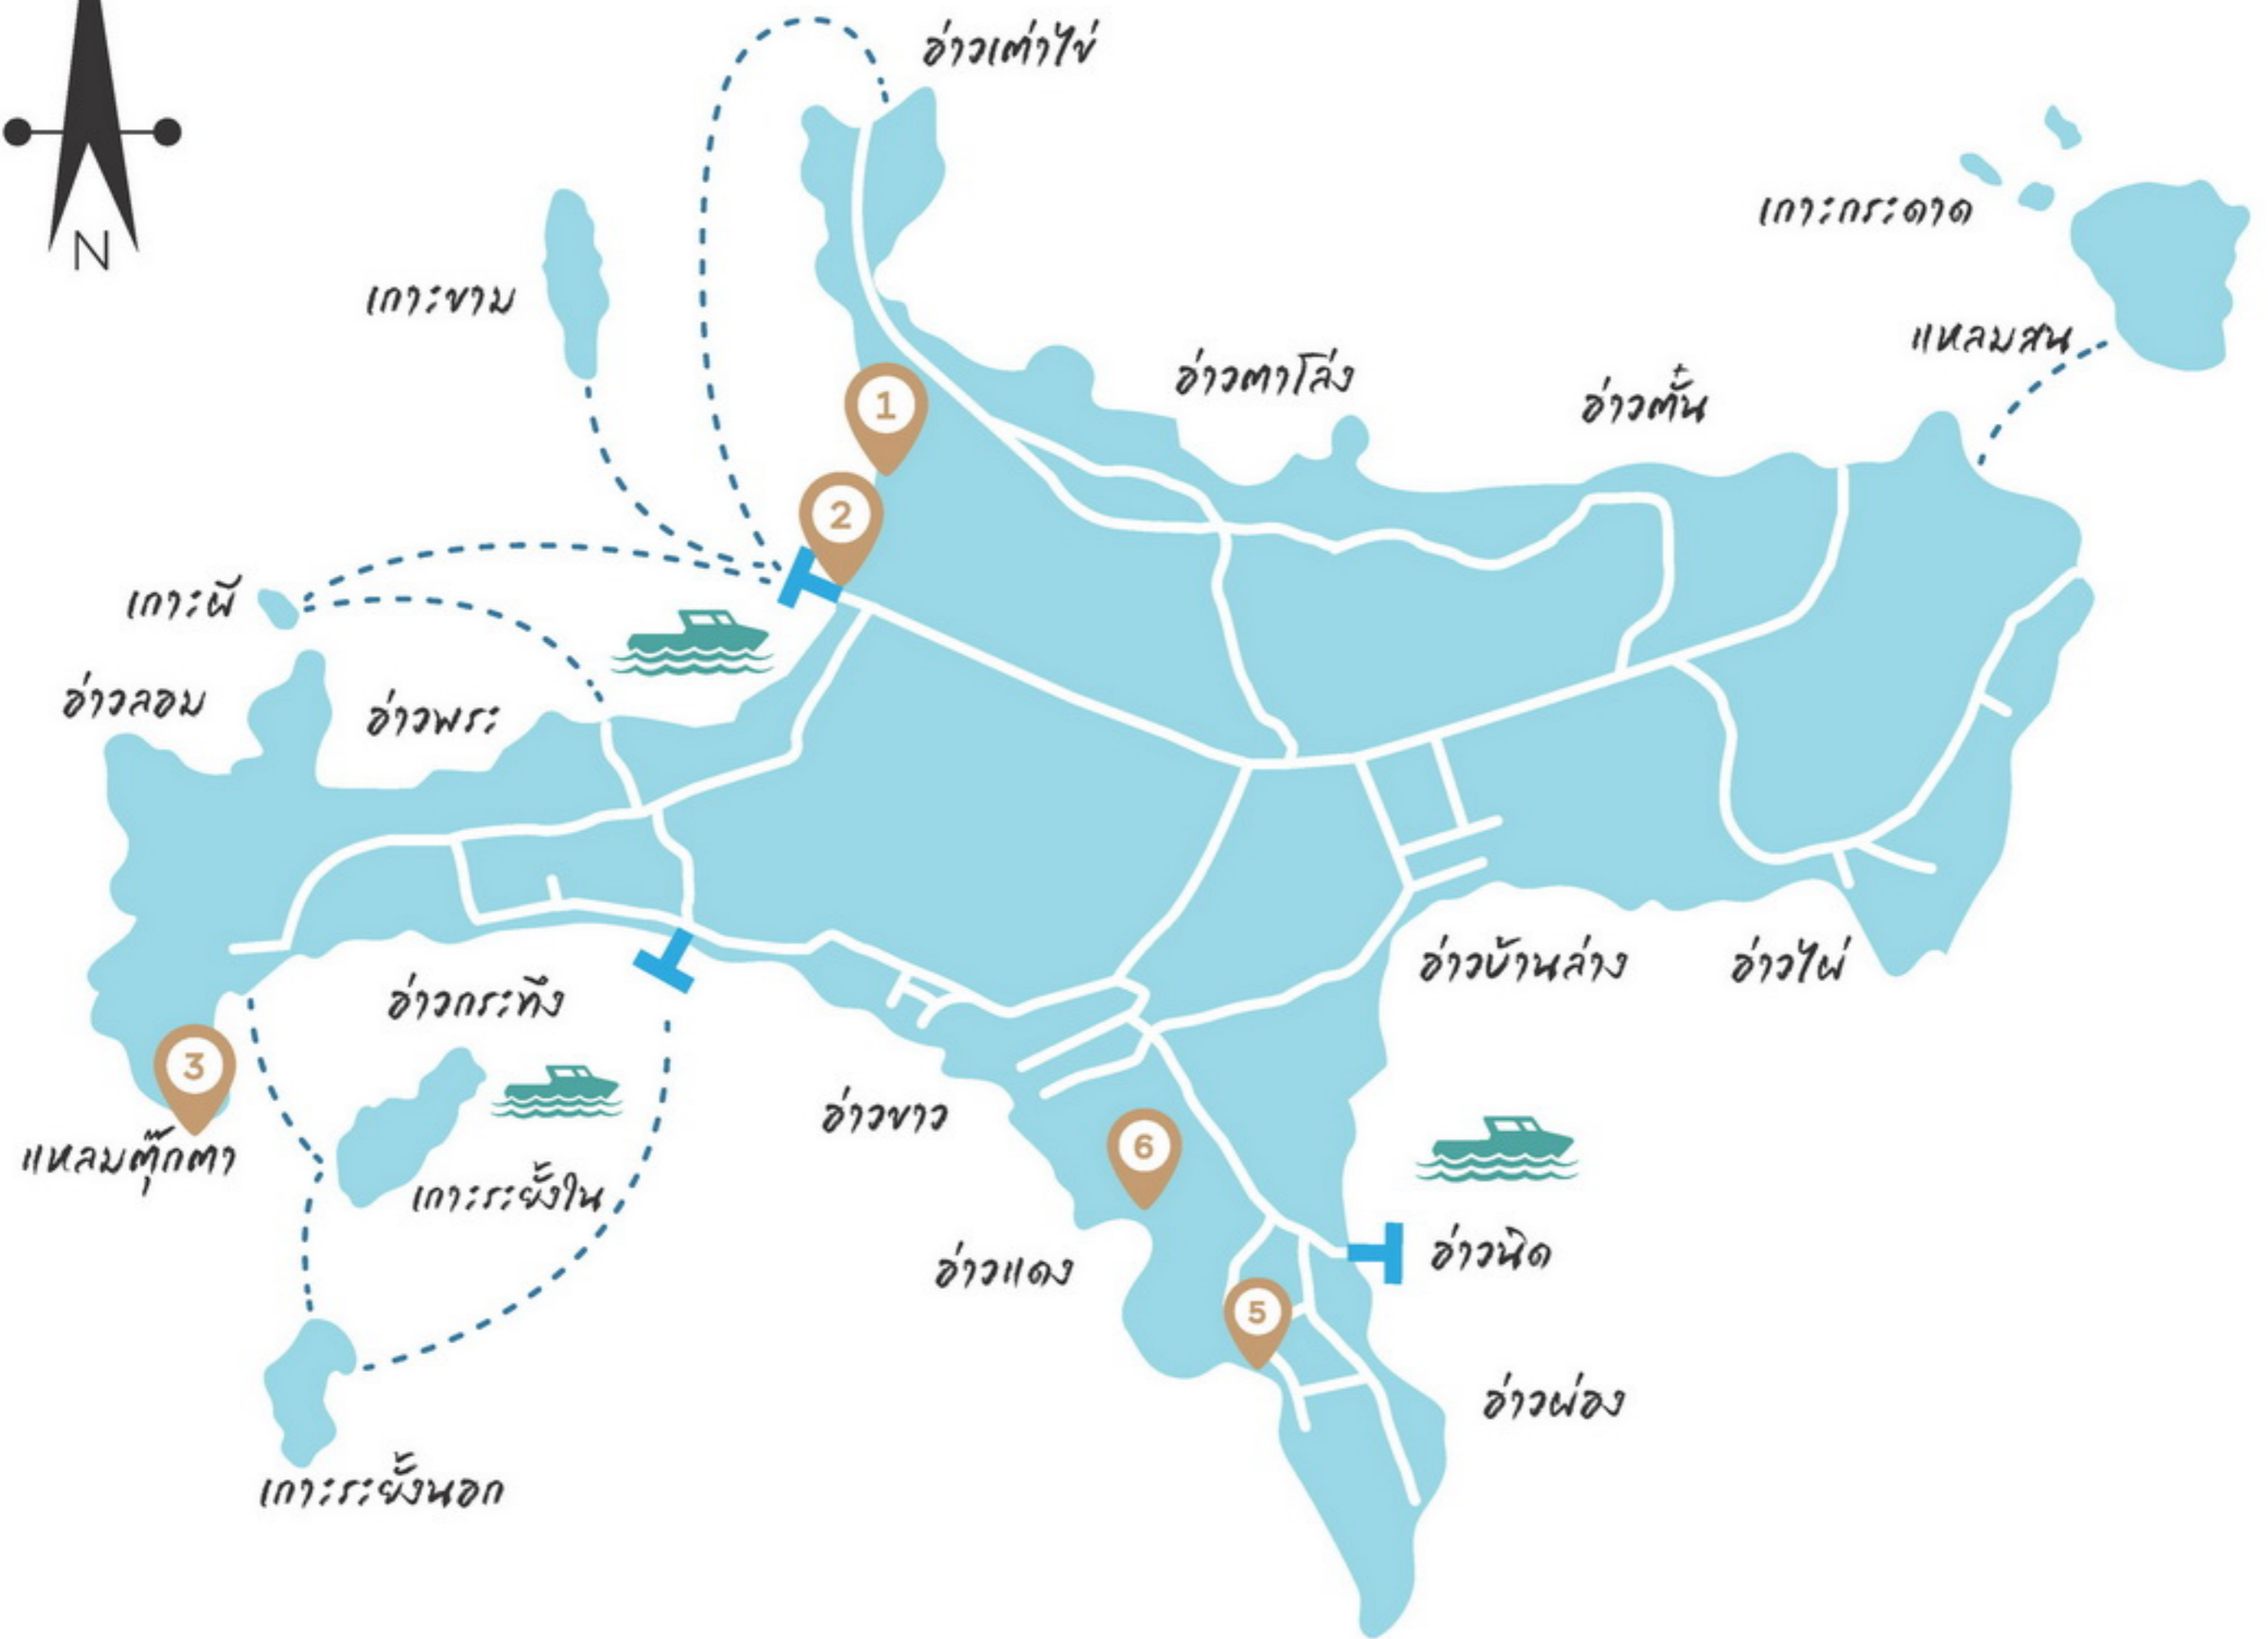 อ่าวเต่าไข่
เกาะกระดาด
N
เกาะขาม
แหลมสน
อ่าวตาโล่ง
อ่าวตั๋น
1
2
เกาะผี
อ่าวลอม
อ่าวพระ
อ่าวกระทึง
อ่าวบ้านล่าง
อ่าวไผ่
3
แหลมตุ๊กตา
เกาะระยั้งใน
อ่าวขาว
6
อ่าวแดง
อ่าวนิด
5
อ่าวผ่อง
เกาะระยั้งนอก